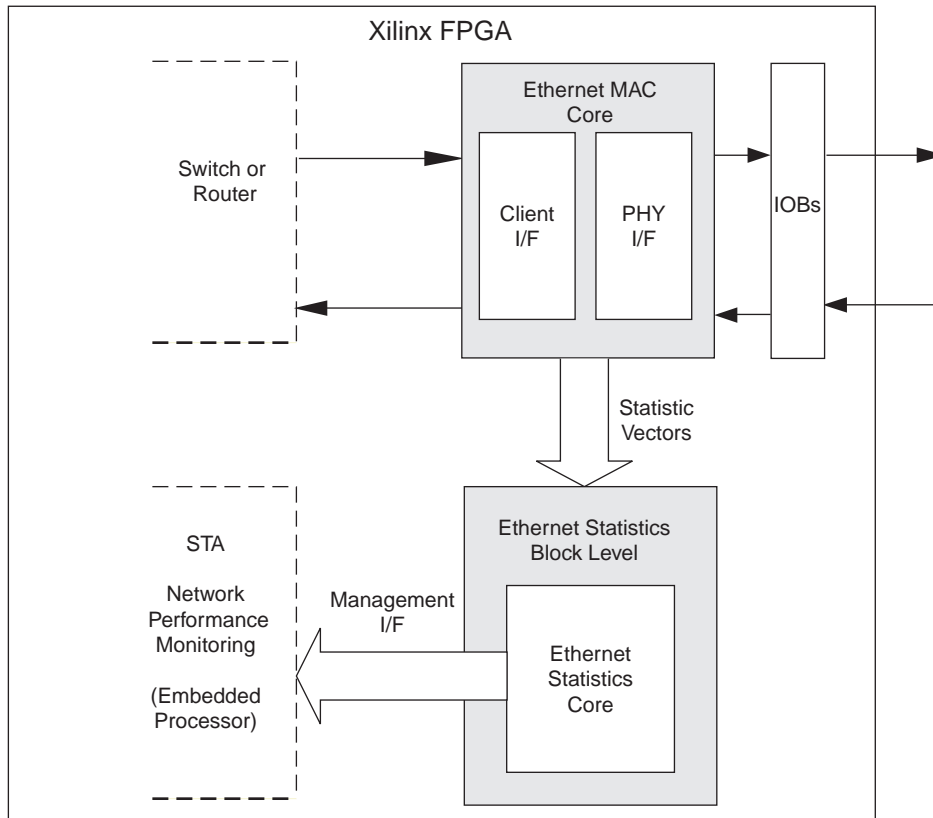 Xilinx FPGA
Ethernet MAC
Core
Switch or
Router
Client
I/F
PHY
I/F
IOBs
Statistic
Vectors
Ethernet Statistics
Block Level
STA
Network
Performance
Monitoring
(Embedded
Processor)
Management
I/F
Ethernet
Statistics
Core